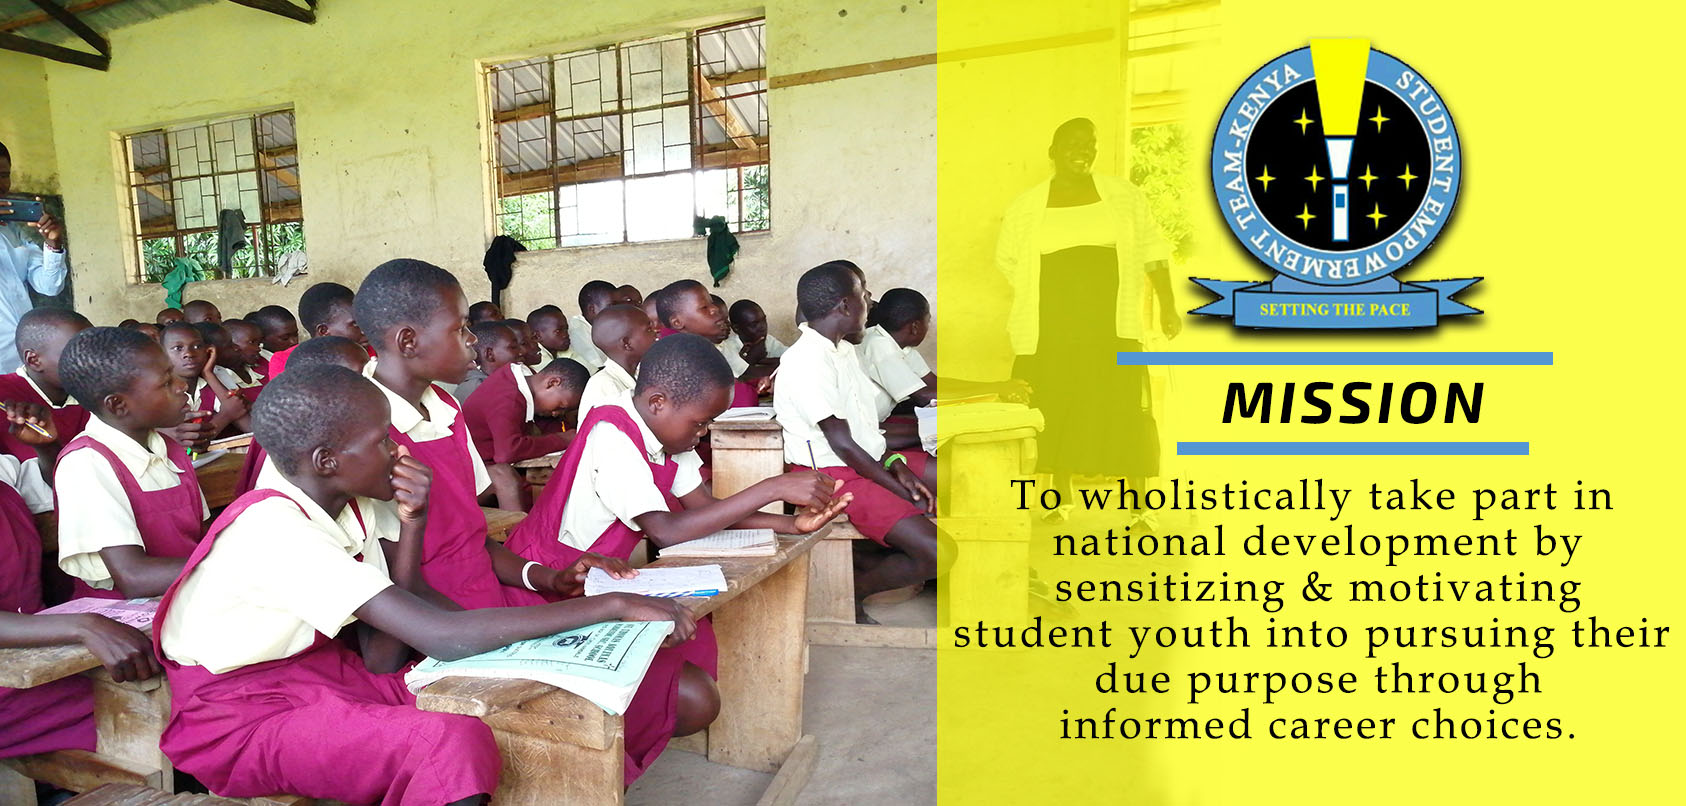 STUDENT EMPOWERMENT TEAM-KENYA
SETTING THE PACE
MISSION
To wholistically take part in
national development by
sensitizing & motivating
student youth into pursuing their
due purpose through
informed career choices.